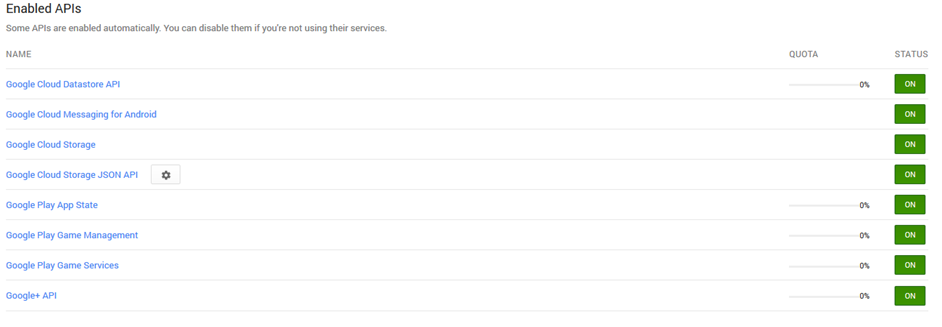 Enabled APIs
Some APIs are enabled automatically. You can disable them if you're not using their services.
NAME QUOTA STATUS
Google Cloud Datastore API 0% ON
Google Cloud Messaging for Android ON
Google Cloud Storage ON
Google Cloud Storage JSON API ON
Google Play App State 0% ON
Google Play Game Management 0% ON
Google Play Game Services 0% ON
Google+ API 0% ON